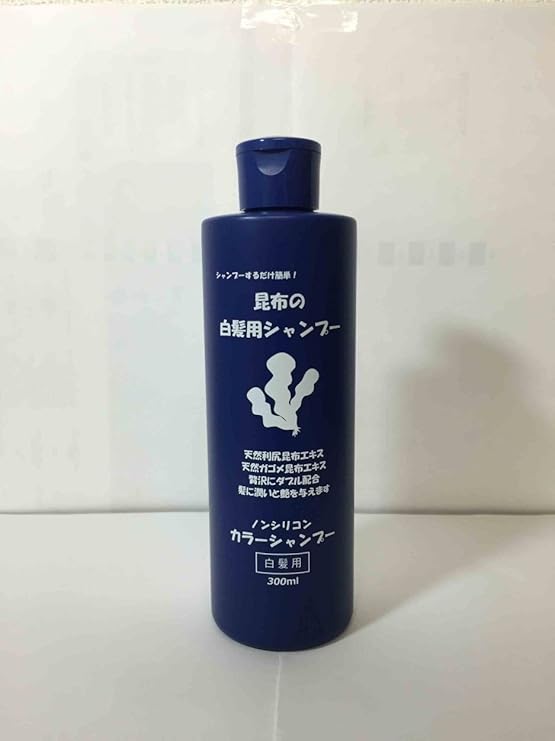 シャンプーするだけ簡単！
昆布の
白髪用シャンプー
天然利尻昆布エキス
天然ガゴメ昆布エキス
贅沢にダブル配合
髪に潤いと艶を与えます
ノンシリコン
カラーシャンプー
白髪用
300ml